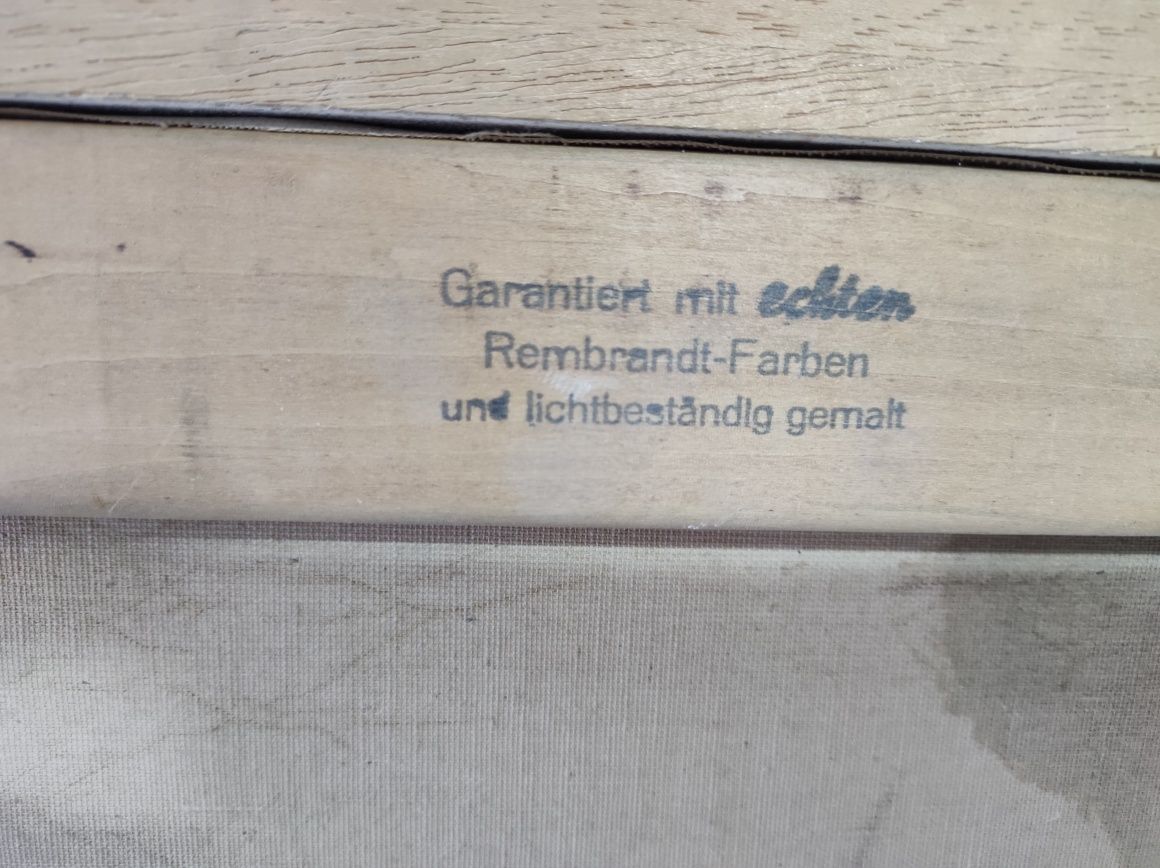 Garantiert mit echten
Rembrandt-Farben
und lichtbeständig gemalt